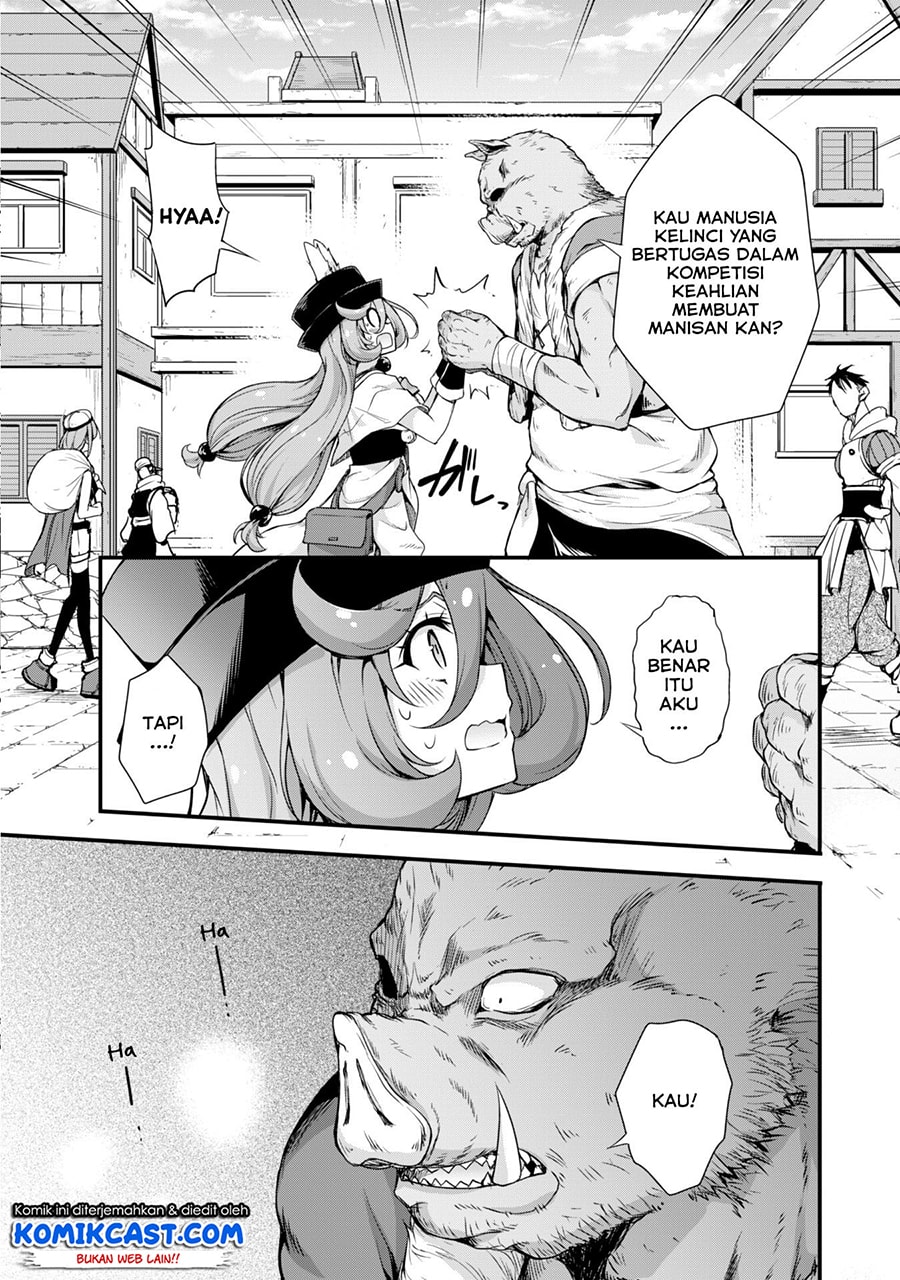 KAU MANUSIA
KELINCI YANG
BERTUGAS DALAM
KOMPETISI
KEAHLIAN
MEMBUAT
MANISAN KAN?
HYAA!
ガシッ
KAU
BENAR
ITU
AKU
...
TAPI
...!
Ha
Ha
KAU!
Komik ini diterjemahkan & diedit oleh
KOMIKCAST.COM
BUKAN WEB LAIN!!